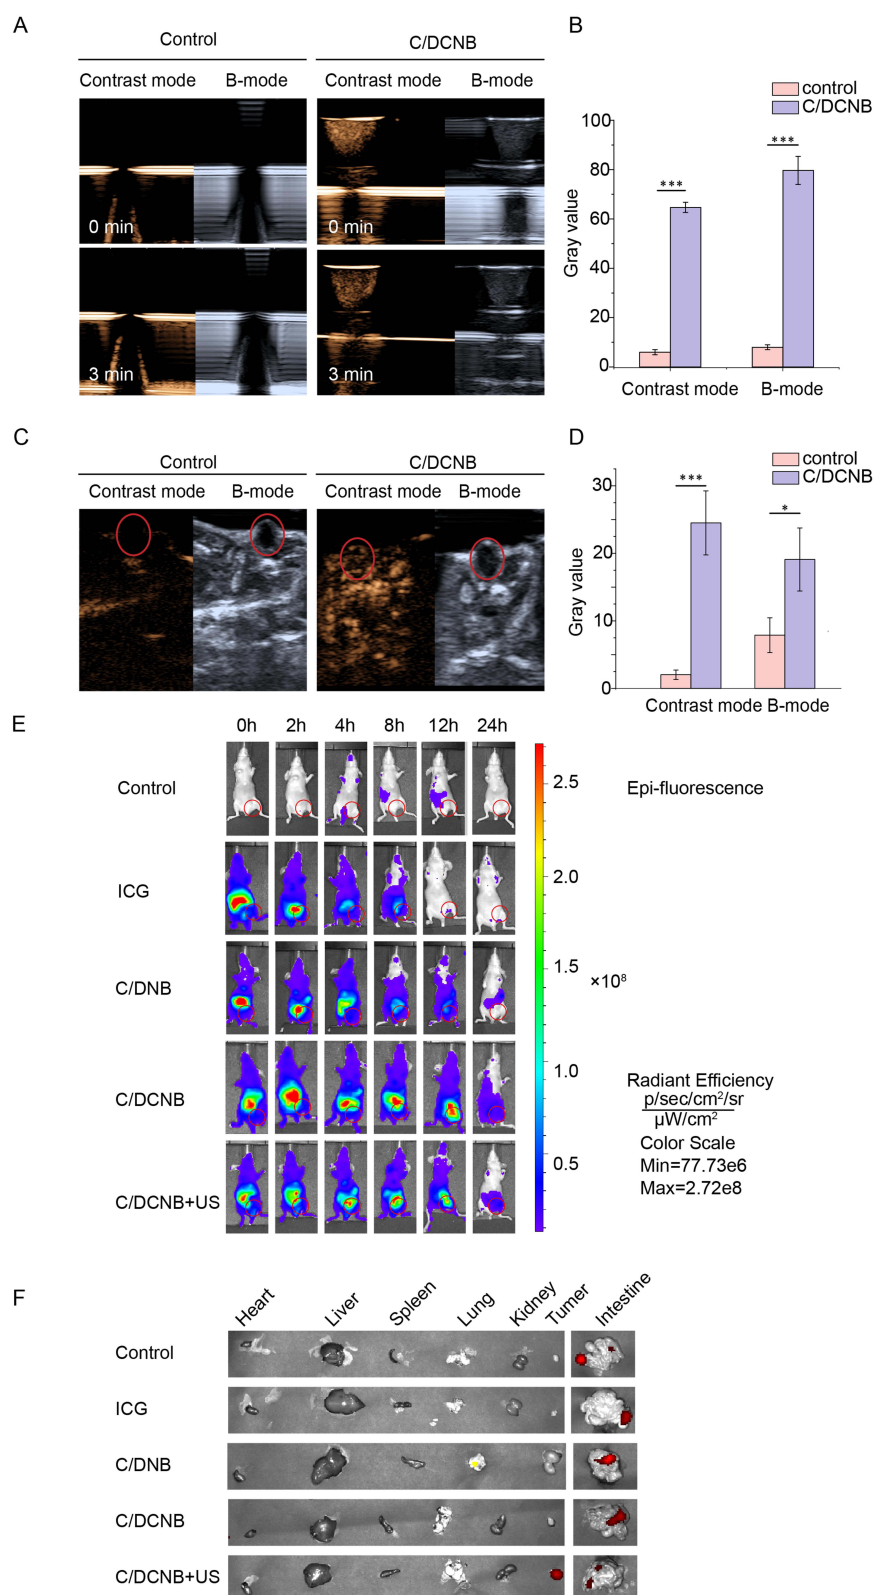 A
Control
C/DCNB
Contrast mode
B-mode
Contrast mode
B-mode
0 min
0 min
3 min
3 min
B
control
C/DCNB
Gray value
100
80
60
40
20
0
***
***
Contrast mode
B-mode
C
Control
C/DCNB
Contrast mode
B-mode
Contrast mode
B-mode
D
control
C/DCNB
Gray value
30
20
10
0
***
*
Contrast mode B-mode
E
0h 2h 4h 8h 12h 24h
Control
ICG
C/DNB
C/DCNB
C/DCNB+US
2.5
2.0
1.5
1.0
0.5
×10⁸
Epi-fluorescence
Radiant Efficiency
p/sec/cm²/sr
µW/cm²
Color Scale
Min=77.73e6
Max=2.72e8
F
Heart Liver Spleen Lung Kidney Tumer Intestine
Control
ICG
C/DNB
C/DCNB
C/DCNB+US